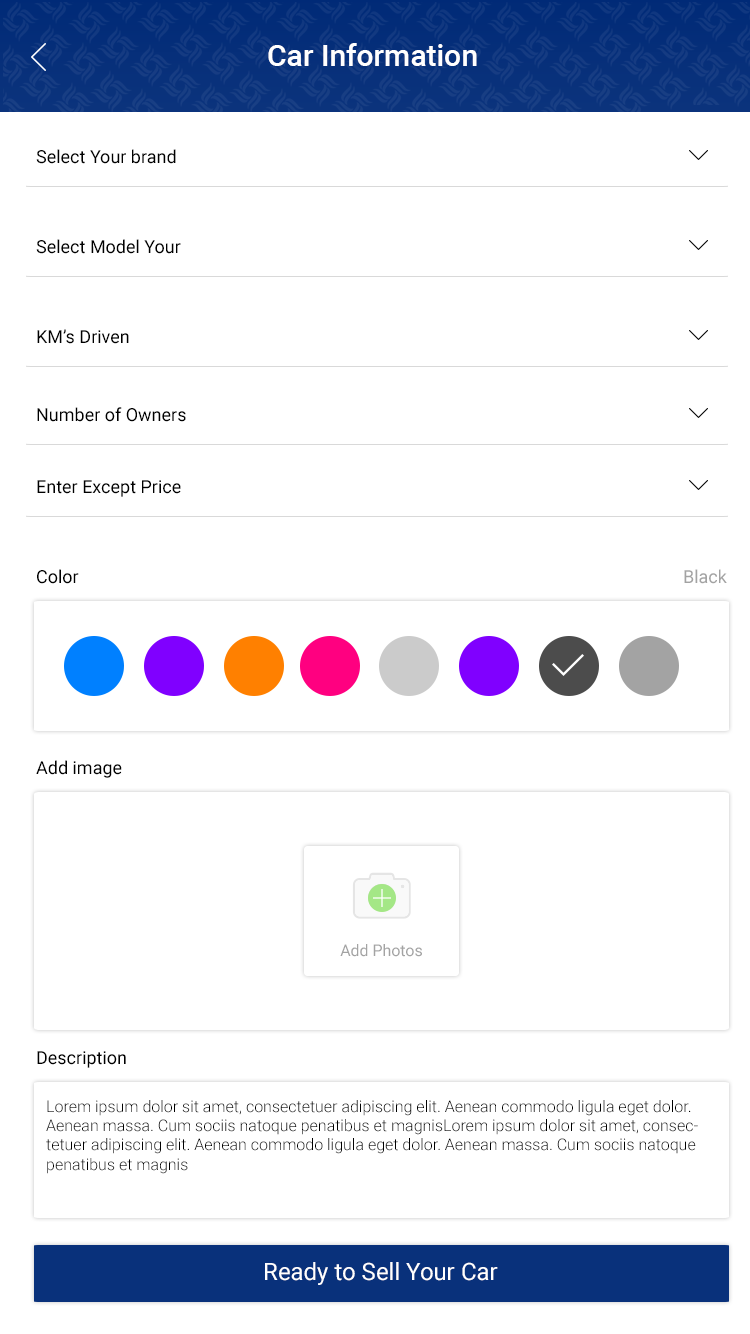 Car Information
Select Your brand
Select Model Your
KM’s Driven
Number of Owners
Enter Except Price
Color
Black
Add image
Add Photos
Description
Lorem ipsum dolor sit amet, consectetuer adipiscing elit. Aenean commodo ligula eget dolor.
Aenean massa. Cum sociis natoque penatibus et magnisLorem ipsum dolor sit amet, consec-
tetuer adipiscing elit. Aenean commodo ligula eget dolor. Aenean massa. Cum sociis natoque
penatibus et magnis
Ready to Sell Your Car